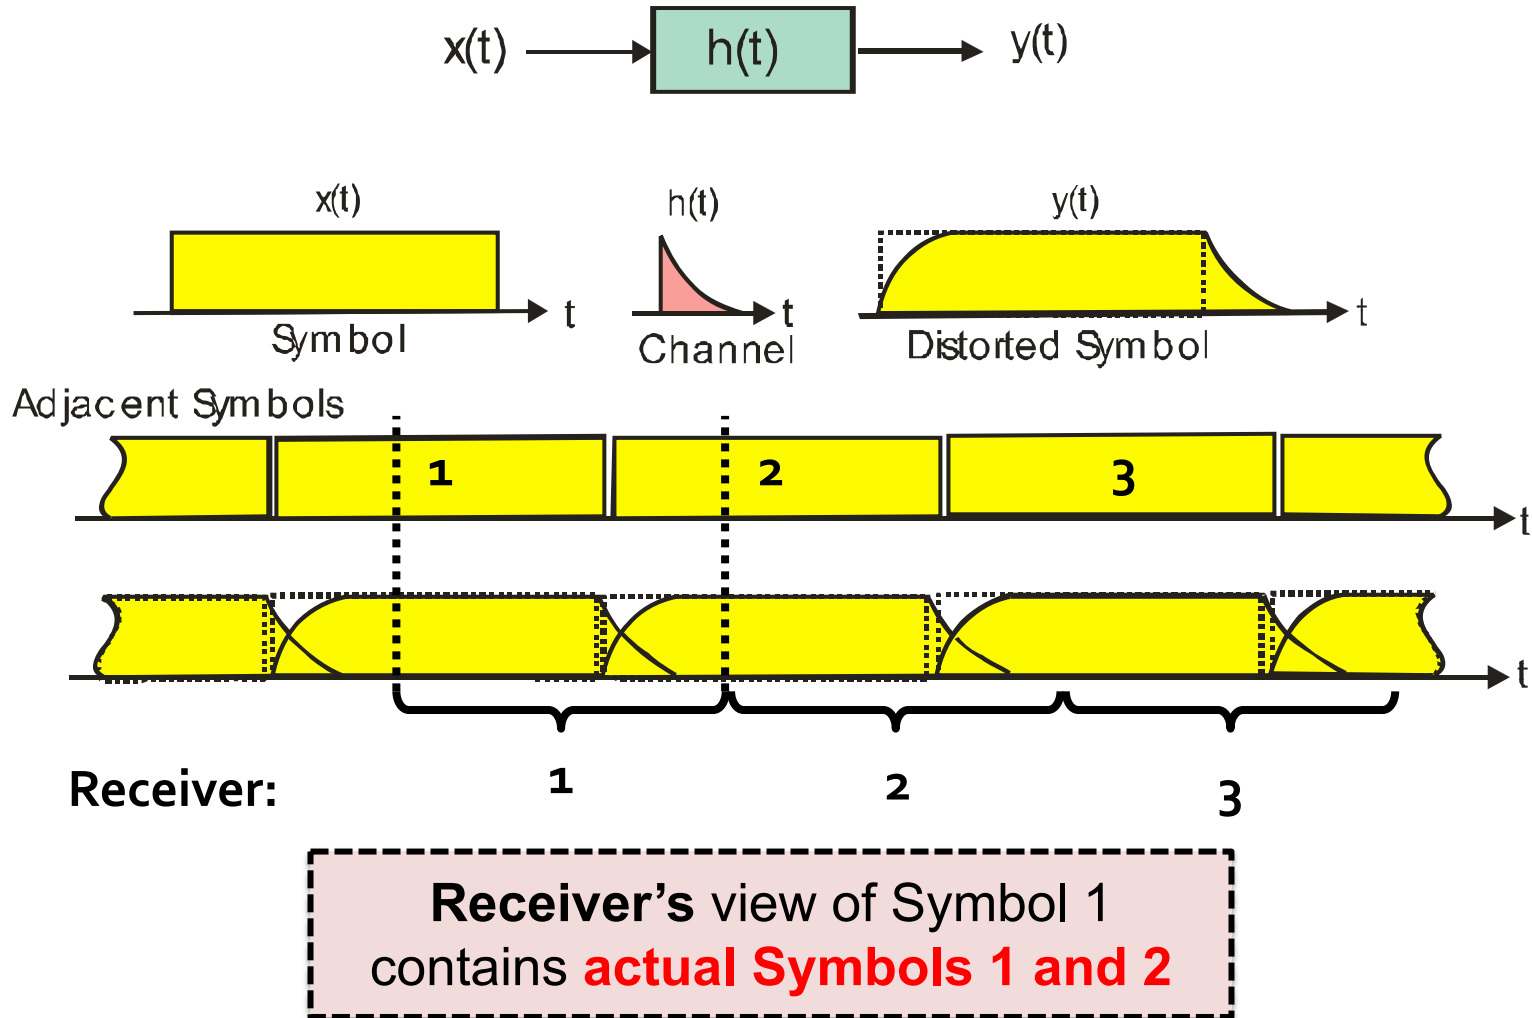 x(t) h(t) y(t)
x(t) h(t) y(t)
t t t
Symbol Channel Distorted Symbol
Adjacent Symbols
1 2 3
t
t
Receiver: 1 2 3
Receiver's view of Symbol 1
contains actual Symbols 1 and 2